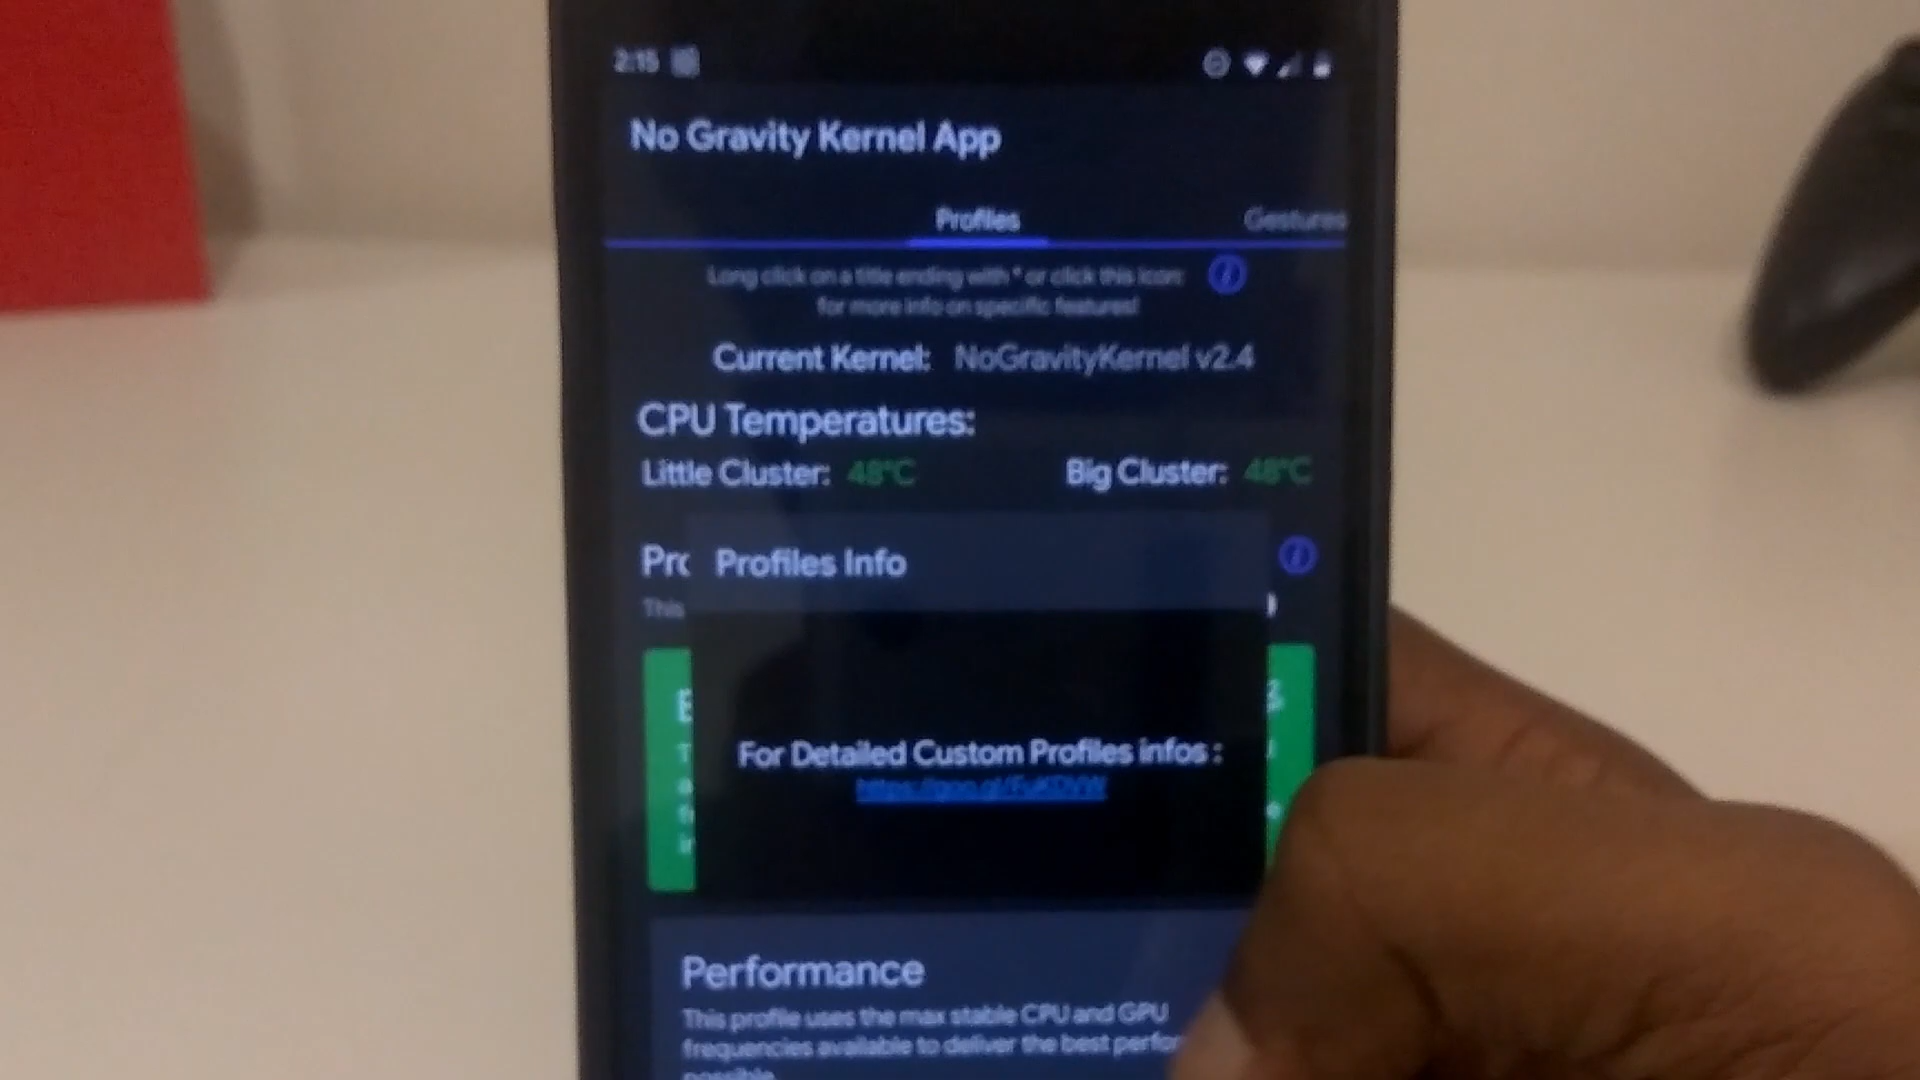 2:15
No Gravity Kernel App
Profiles
Gestures
Long click on a title ending with * or click this icon:
for more info on specific features!
Current Kernel: NoGravityKernel v2.4
CPU Temperatures:
Little Cluster: 48°C Big Cluster: 48°C
Profiles Info
This
For Detailed Custom Profiles infos :
Performance
This profile uses the max stable CPU and GPU
frequencies available to deliver the best
possible